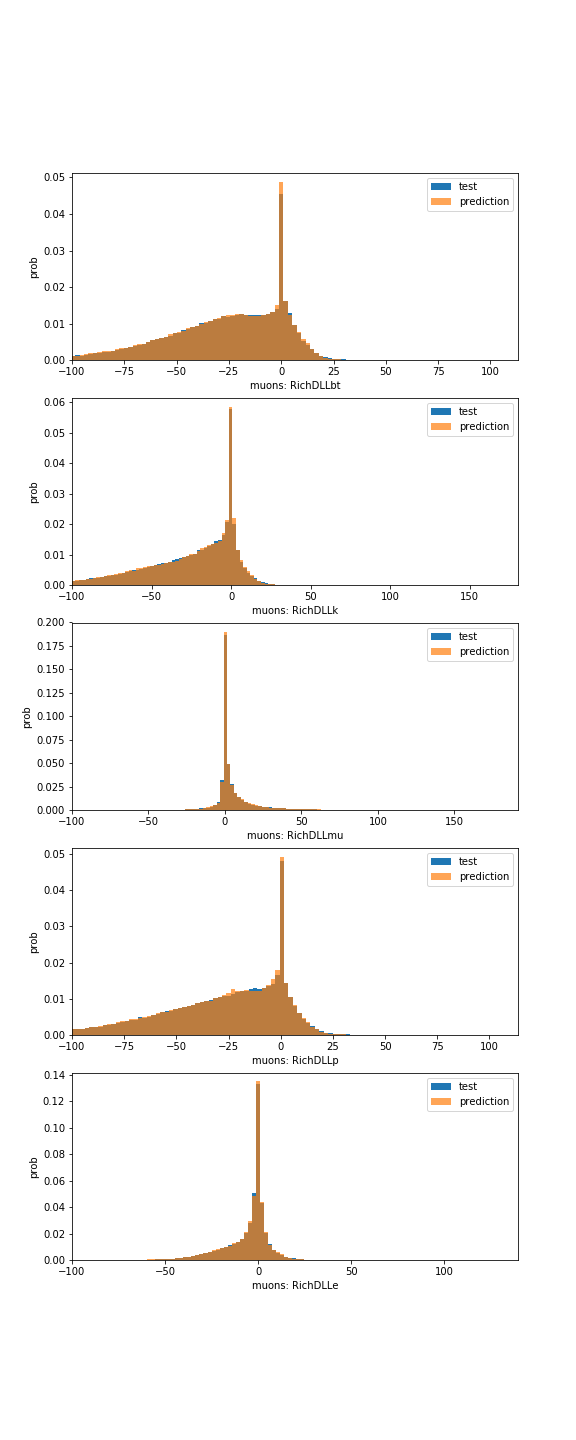 0.05
0.04
0.03
0.02
0.01
0.00
prob
test
prediction
−100 −75 −50 −25 0 25 50 75 100
muons: RichDLLbt
0.06
0.05
0.04
0.03
0.02
0.01
0.00
prob
test
prediction
−100 −50 0 50 100 150
muons: RichDLLk
0.200
0.175
0.150
0.125
0.100
0.075
0.050
0.025
0.000
prob
test
prediction
−100 −50 0 50 100 150
muons: RichDLLmu
0.05
0.04
0.03
0.02
0.01
0.00
prob
test
prediction
−100 −75 −50 −25 0 25 50 75 100
muons: RichDLLp
0.14
0.12
0.10
0.08
0.06
0.04
0.02
0.00
prob
test
prediction
−100 −50 0 50 100
muons: RichDLLe